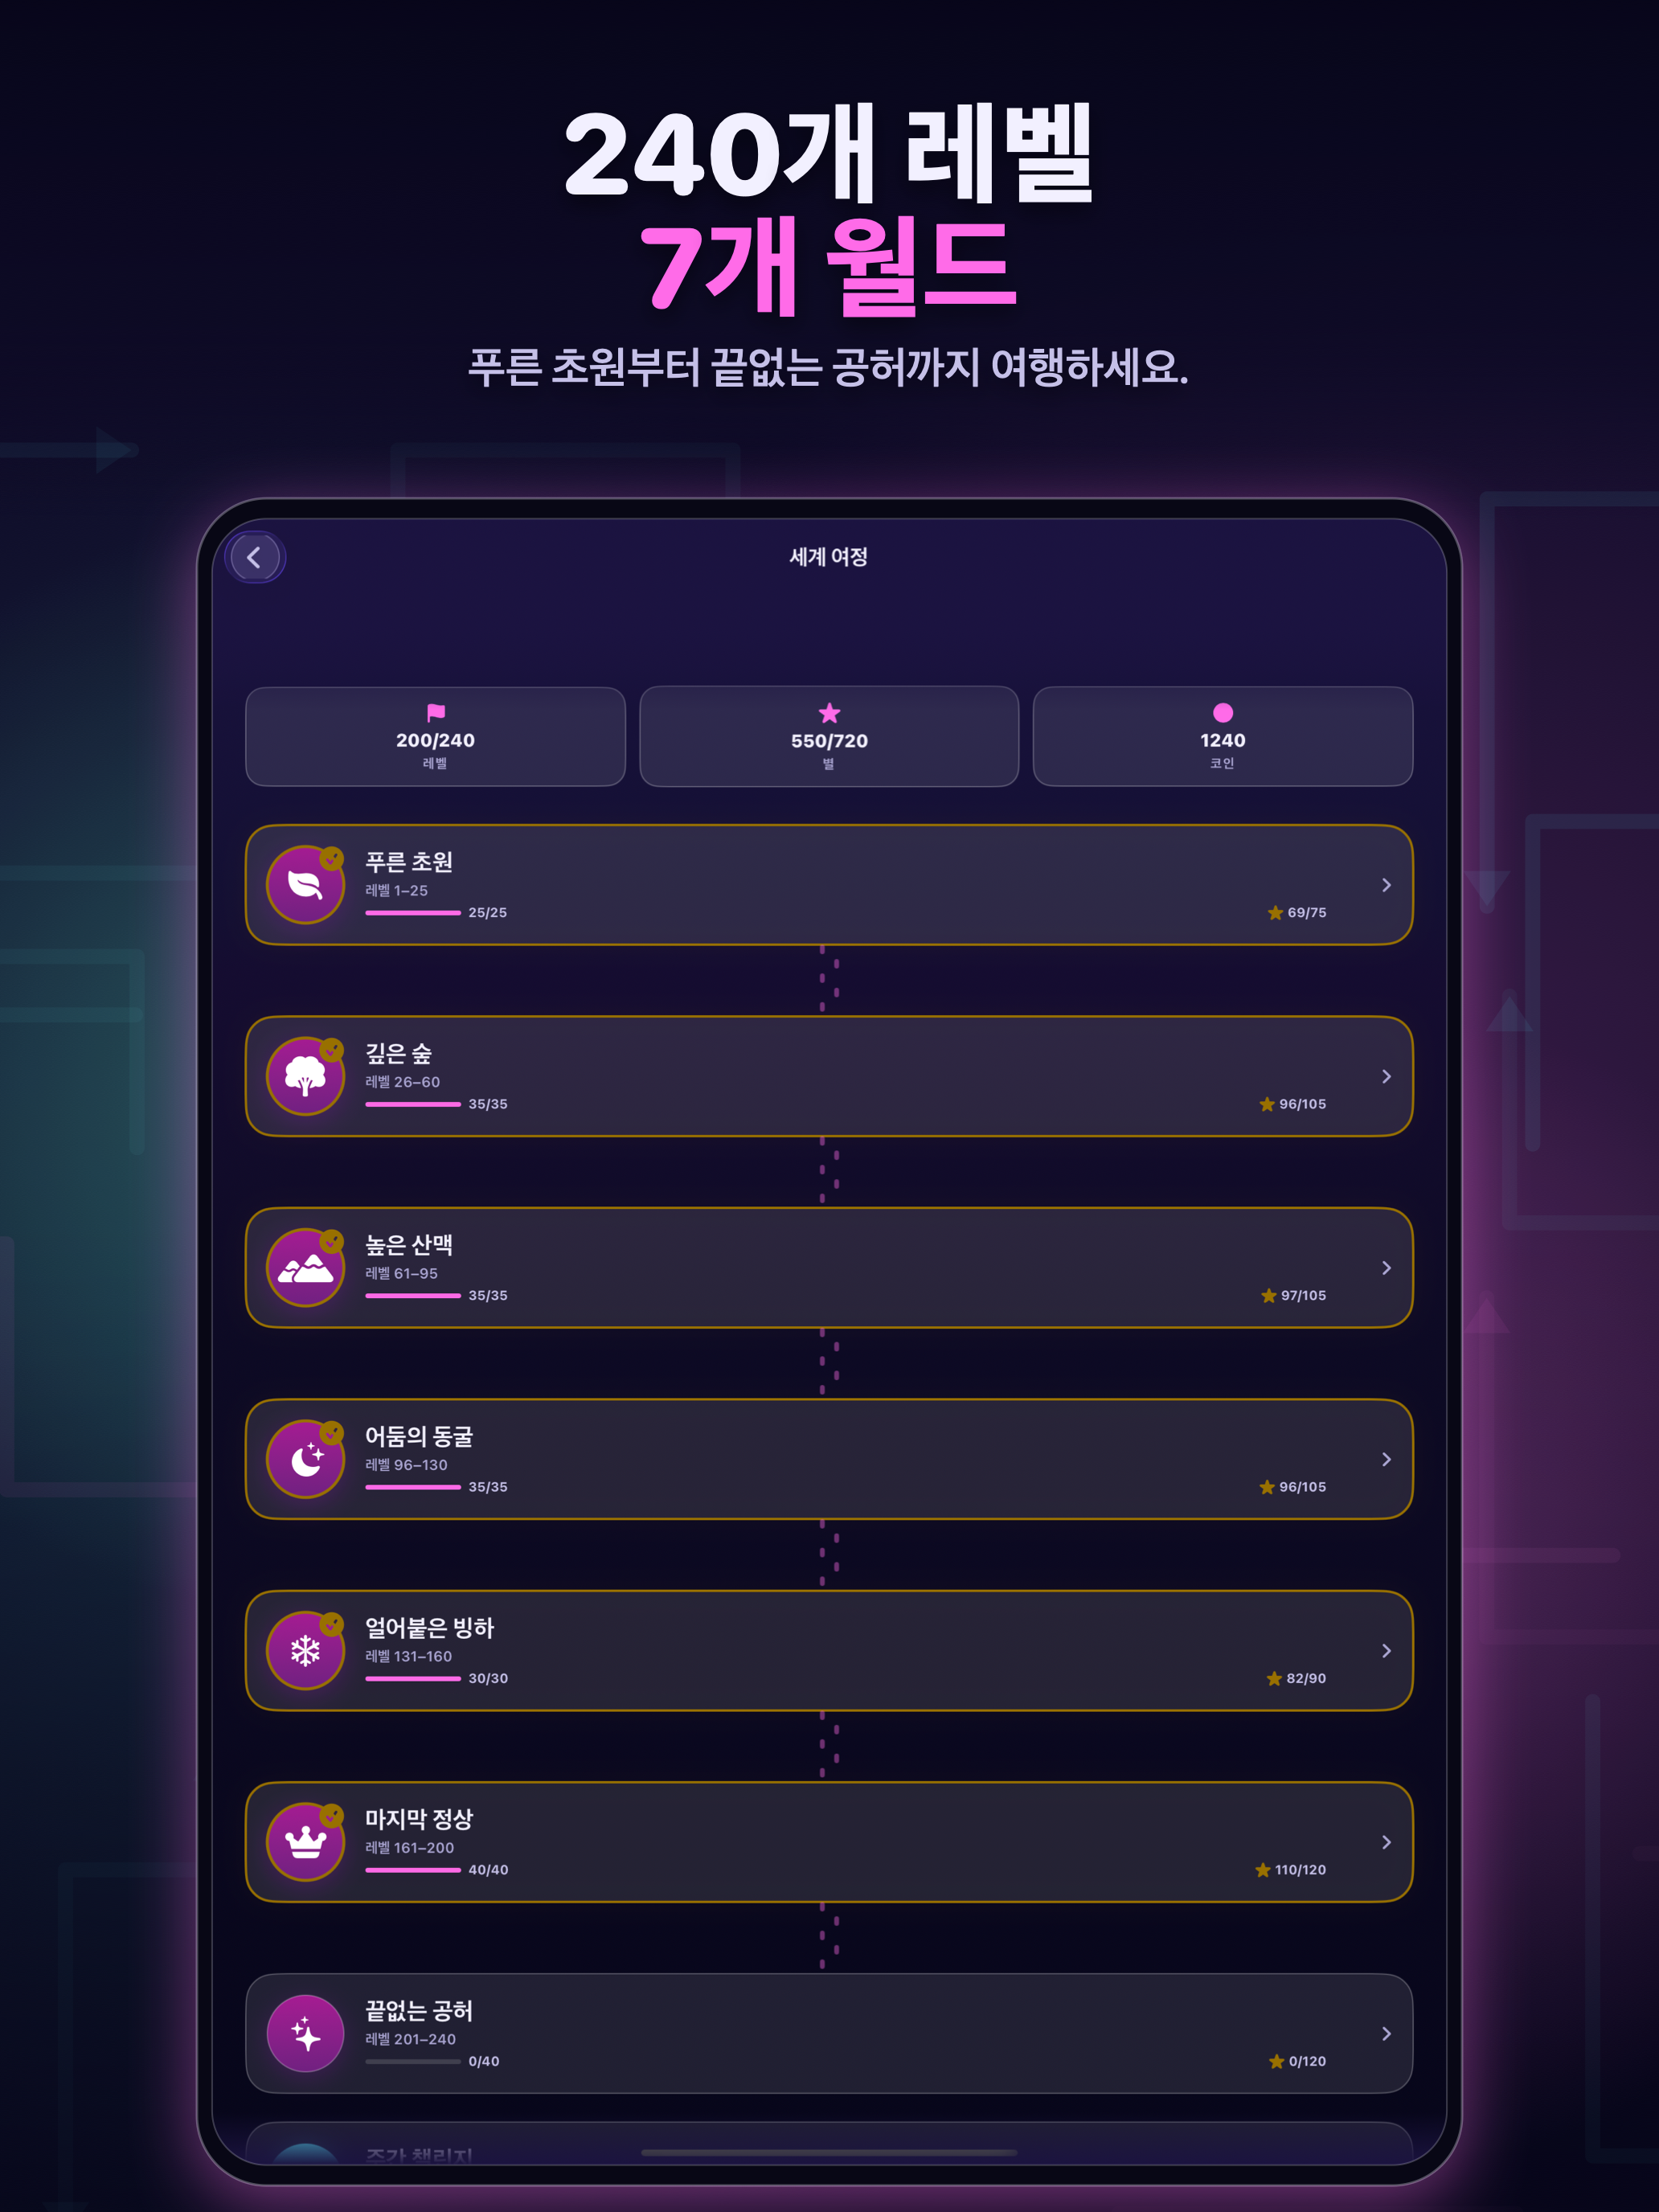 240개 레벨
7개 월드
푸른 초원부터 끝없는 공허까지 여행하세요.
세계 여정
200/240
레벨
550/720
별
1240
코인
푸른 초원
레벨 1–25
25/25
69/75
깊은 숲
레벨 26–60
35/35
96/105
높은 산맥
레벨 61–95
35/35
97/105
어둠의 동굴
레벨 96–130
35/35
96/105
얼어붙은 빙하
레벨 131–160
30/30
82/90
마지막 정상
레벨 161–200
40/40
110/120
끝없는 공허
레벨 201–240
0/40
0/120
주간 챌린지